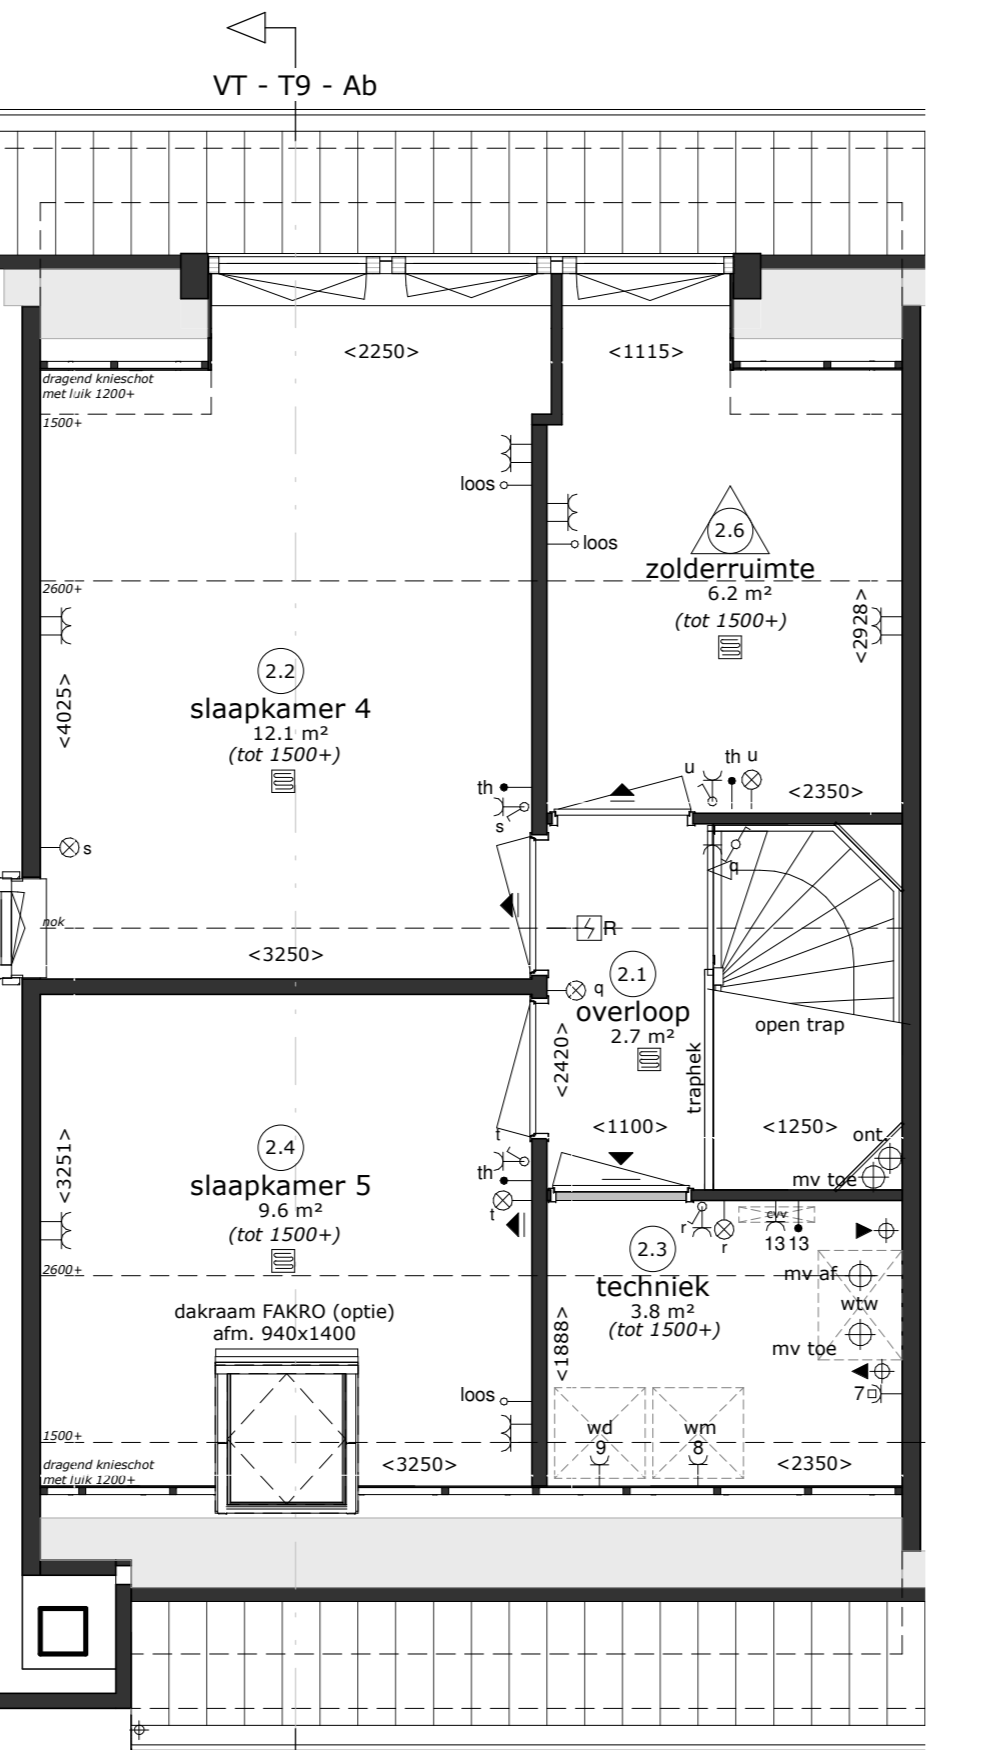 VT - T9 - Ab
<2250>
<1115>
dragend knieschot
met luik 1200+
1500+
loos
loos
2.6
zolderruimte
6.2 m²
(tot 1500+)
2600+
<2928>
2.2
slaapkamer 4
12.1 m²
(tot 1500+)
<4025>
th
s
u
th
u
<2350>
s
q
nok
R
<3250>
2.1
q
overloop
2.7 m²
open trap
<2420>
traphek
<1100>
<1250>
ont.
mv toe
<3251>
2.4
slaapkamer 5
9.6 m²
(tot 1500+)
t
th
t
r
r
cvv
13
13
2.3
techniek
3.8 m²
(tot 1500+)
mv af
wtw
mv toe
2600+
dakraam FAKRO (optie)
afm. 940x1400
<1888>
loos
7
wd
9
wm
8
1500+
dragend knieschot
met luik 1200+
<3250>
<2350>